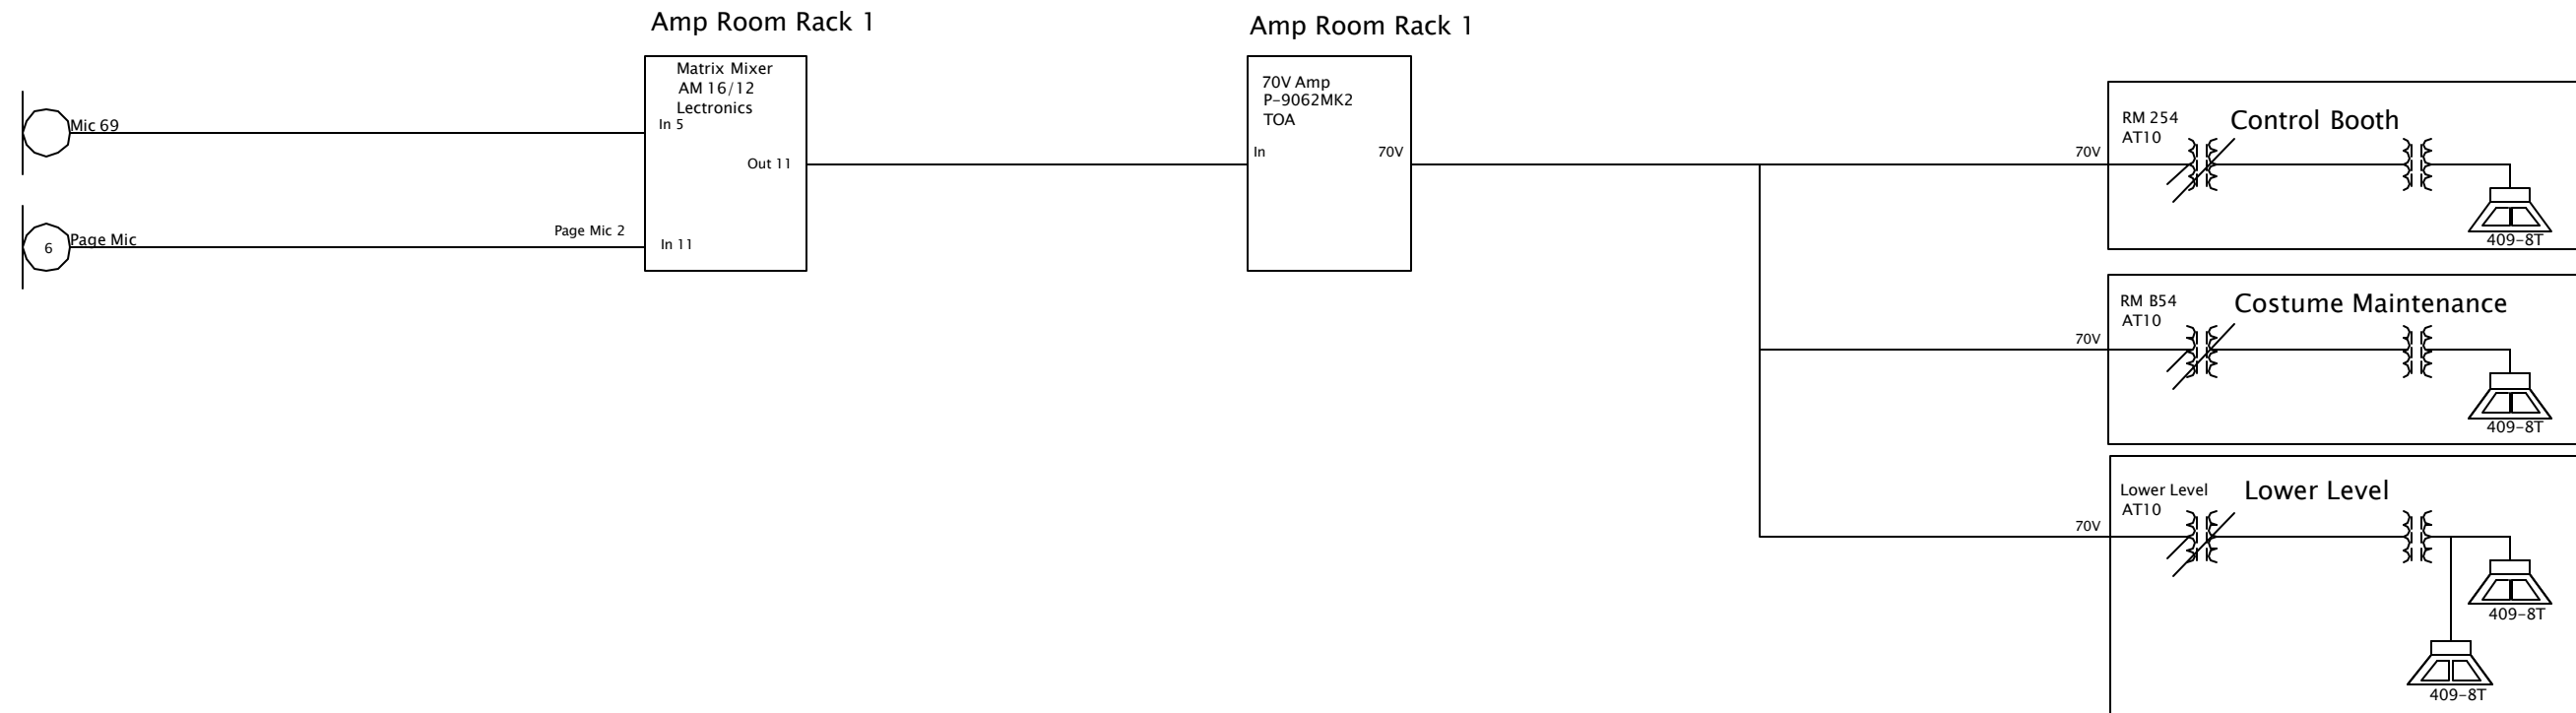 Amp Room Rack 1
Amp Room Rack 1
Mic 69
6
Page Mic
Page Mic 2
Matrix Mixer
AM 16/12
Lectronics
In 5
Out 11
In 11
70V Amp
P-9062MK2
TOA
In
70V
70V
RM 254
AT10
Control Booth
409-8T
70V
RM B54
AT10
Costume Maintenance
409-8T
70V
Lower Level
AT10
Lower Level
409-8T
409-8T